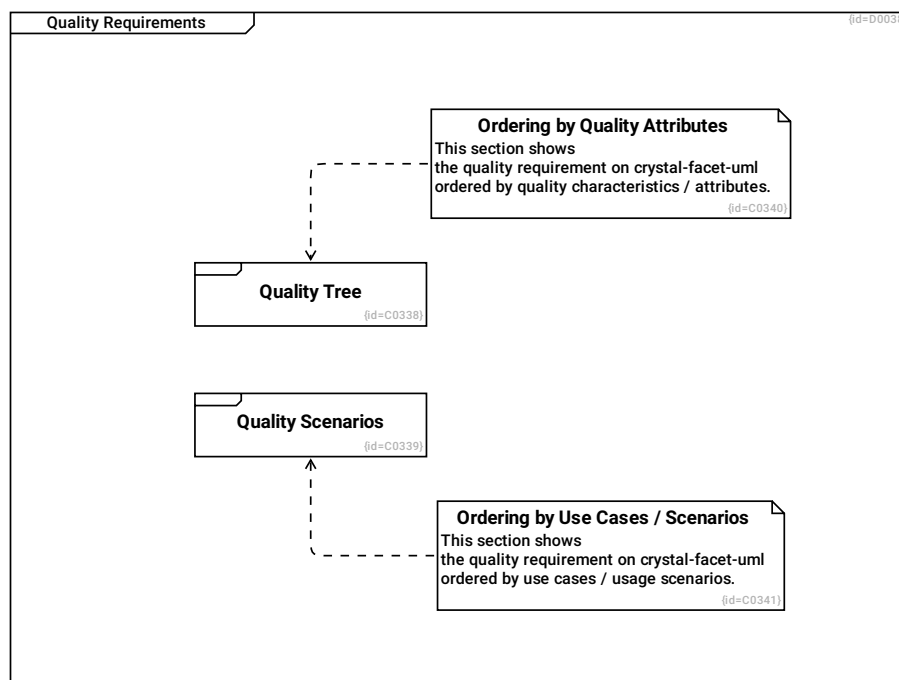 Quality Requirements
{id=D0038
Ordering by Quality Attributes
This section shows
the quality requirement on crystal-facet-uml
ordered by quality characteristics / attributes.
{id=C0340}
Quality Tree
{id=C0338}
Quality Scenarios
{id=C0339}
Ordering by Use Cases / Scenarios
This section shows
the quality requirement on crystal-facet-uml
ordered by use cases / usage scenarios.
{id=C0341}